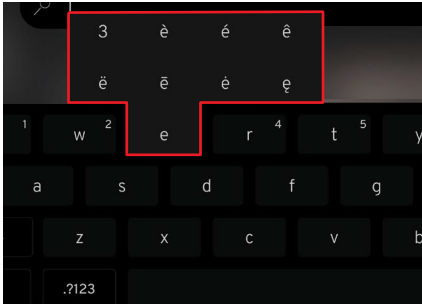 3 è é ê
ë ē ė ę
1 w 2 e r 4 t 5 y
a s d f g
z x c v b
.?123